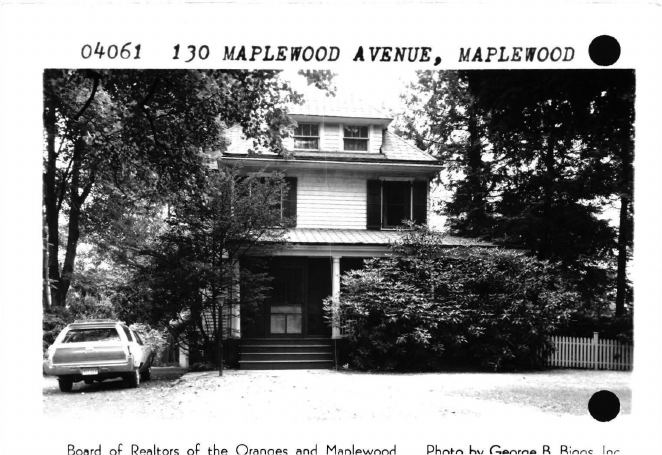 04061 130 MAPLEWOOD AVENUE, MAPLEWOOD
Board of Realtors of the Oranges and Maplewood Photo by George B. Biggs, Inc.